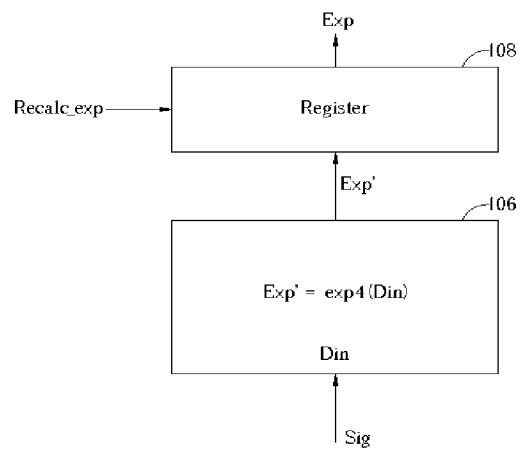 Exp
108
Recalc_exp
Register
Exp'
106
Exp' = exp4(Din)
Din
Sig